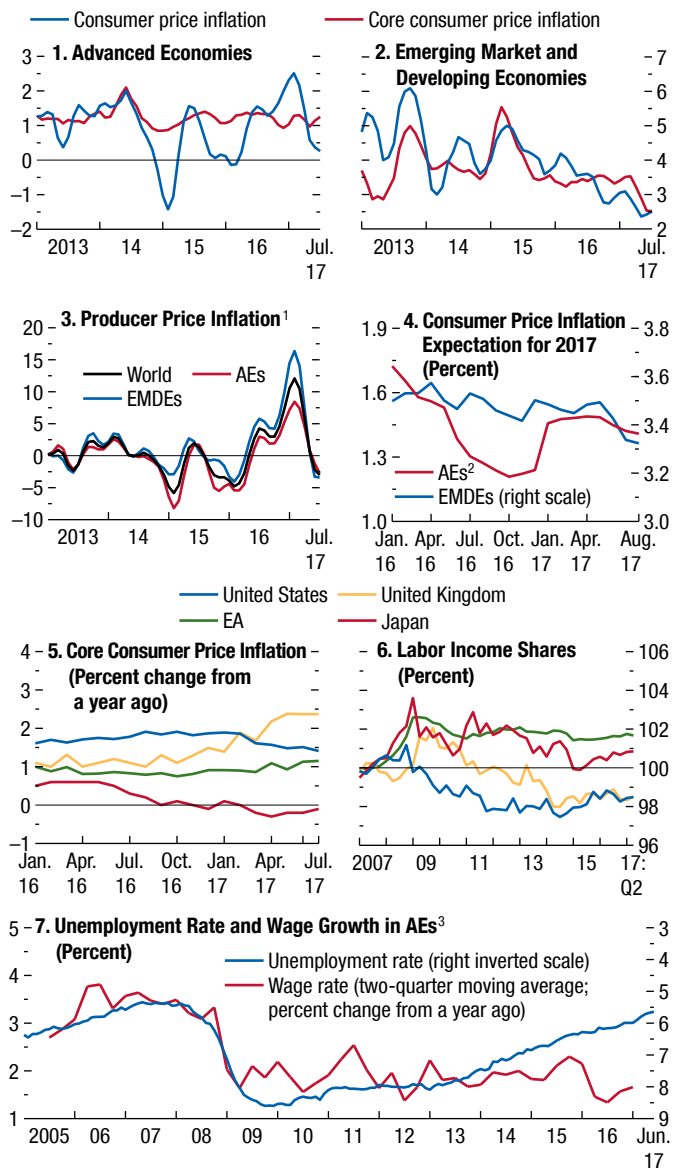 Consumer price inflation
Core consumer price inflation
1. Advanced Economies
3
2
1
0
–1
–2
2013 14 15 16 Jul.
17
2. Emerging Market and
Developing Economies
7
6
5
4
3
2
2013 14 15 16 Jul.
17
3. Producer Price Inflation¹
World
AEs
EMDEs
20
15
10
5
0
–5
–10
2013 14 15 16 Jul.
17
4. Consumer Price Inflation
Expectation for 2017
(Percent)
1.9
1.6
1.3
1.0
3.8
3.6
3.4
3.2
3.0
AEs²
EMDEs (right scale)
Jan. Apr. Jul. Oct. Jan. Apr. Aug.
16 16 16 16 17 17 17
United States
United Kingdom
EA
Japan
5. Core Consumer Price Inflation
(Percent change from
a year ago)
4
3
2
1
0
–1
Jan. Apr. Jul. Oct. Jan. Apr. Jul.
16 16 16 16 17 17 17
6. Labor Income Shares
(Percent)
106
104
102
100
98
96
2007 09 11 13 15 17:
Q2
7. Unemployment Rate and Wage Growth in AEs³
(Percent)
Unemployment rate (right inverted scale)
Wage rate (two-quarter moving average;
percent change from a year ago)
5
4
3
2
1
3
4
5
6
7
8
9
2005 06 07 08 09 10 11 12 13 14 15 16 Jun.
17